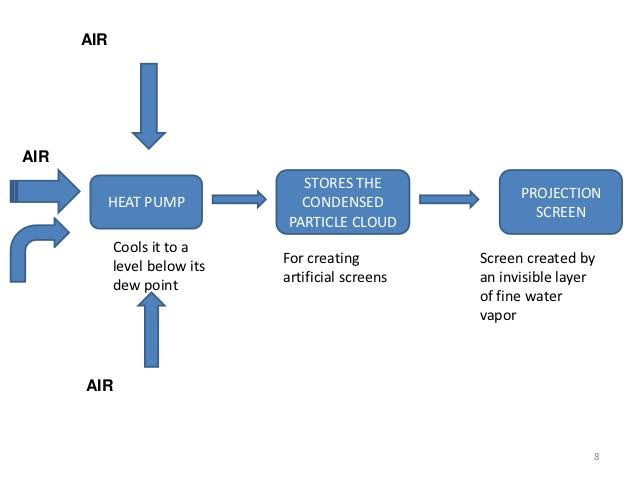 AIR
AIR
HEAT PUMP
Cools it to a
level below its
dew point
AIR
STORES THE
CONDENSED
PARTICLE CLOUD
For creating
artificial screens
PROJECTION
SCREEN
Screen created by
an invisible layer
of fine water
vapor
8